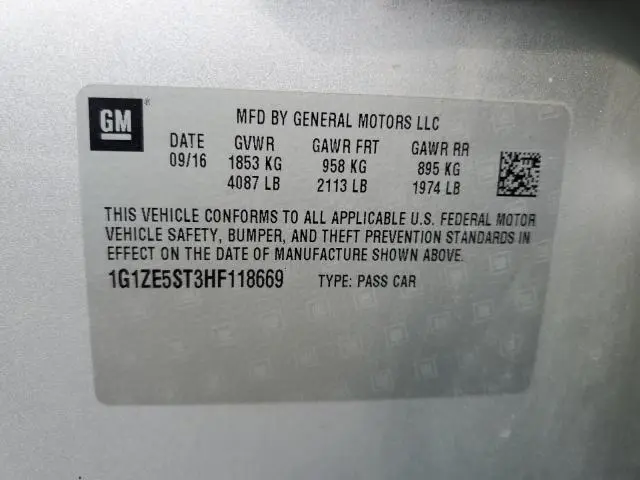 GM ®
MFD BY GENERAL MOTORS LLC
DATE GVWR GAWR FRT GAWR RR
09/16 1853 KG 958 KG 895 KG
4087 LB 2113 LB 1974 LB
THIS VEHICLE CONFORMS TO ALL APPLICABLE U.S. FEDERAL MOTOR
VEHICLE SAFETY, BUMPER, AND THEFT PREVENTION STANDARDS IN
EFFECT ON THE DATE OF MANUFACTURE SHOWN ABOVE.
1G1ZE5ST3HF118669 TYPE: PASS CAR